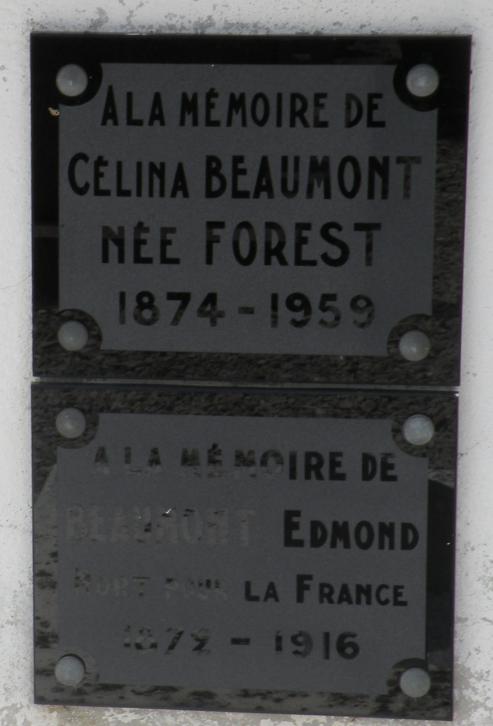 A LA MÉMOIRE DE
CÉLINA BEAUMONT
NÉE FOREST
1874 - 1959
A LA MÉMOIRE DE
BEAUMONT EDMOND
MORT POUR LA FRANCE
1872 - 1916